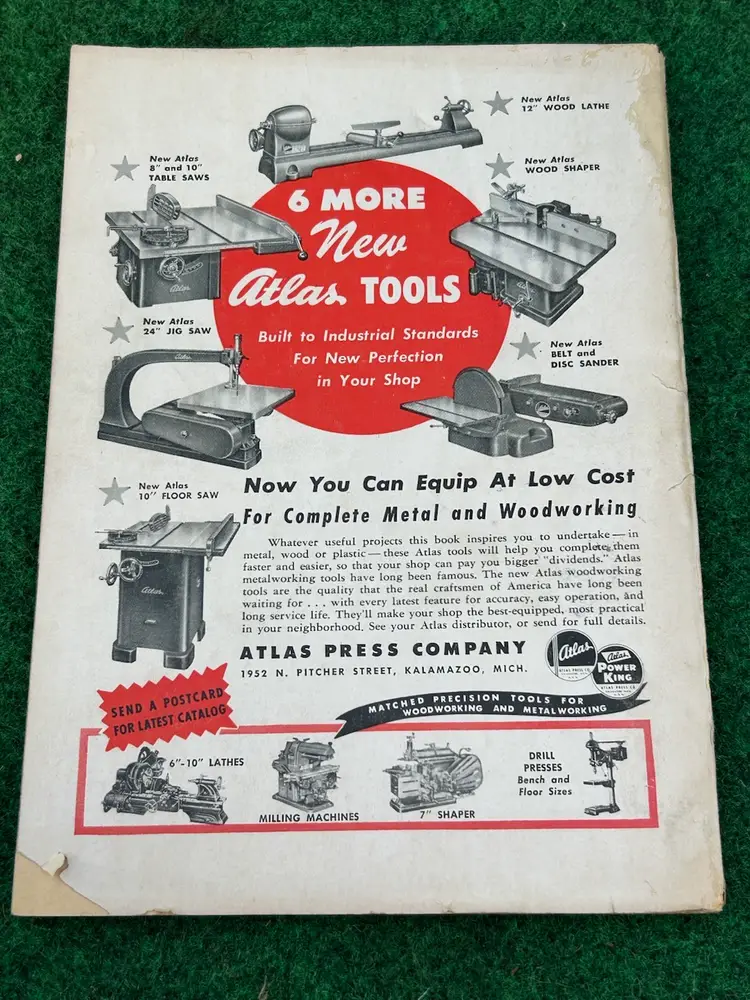 New Atlas
12" WOOD LATHE
New Atlas
8" and 10"
TABLE SAWS
New Atlas
WOOD SHAPER
6 MORE
New
Atlas TOOLS
Built to Industrial Standards
For New Perfection
in Your Shop
New Atlas
24" JIG SAW
New Atlas
BELT and
DISC SANDER
New Atlas
10" FLOOR SAW
Now You Can Equip At Low Cost
For Complete Metal and Woodworking
Whatever useful projects this book inspires you to undertake — in
metal, wood or plastic — these Atlas tools will help you complete them
faster and easier, so that your shop can pay you bigger "dividends." Atlas
metalworking tools have long been famous. The new Atlas woodworking
tools are the quality that the real craftsmen of America have long been
waiting for . . . with every latest feature for accuracy, easy operation, and
long service life. They'll make your shop the best-equipped, most practical
in your neighborhood. See your Atlas distributor, or send for full details.
ATLAS PRESS COMPANY
1952 N. PITCHER STREET, KALAMAZOO, MICH.
Atlas
ATLAS PRESS CO.
Atlas
POWER
KING
ATLAS PRESS CO.
SEND A POSTCARD
FOR LATEST CATALOG
MATCHED PRECISION TOOLS FOR
WOODWORKING AND METALWORKING
6"-10" LATHES
MILLING MACHINES
7" SHAPER
DRILL
PRESSES
Bench and
Floor Sizes